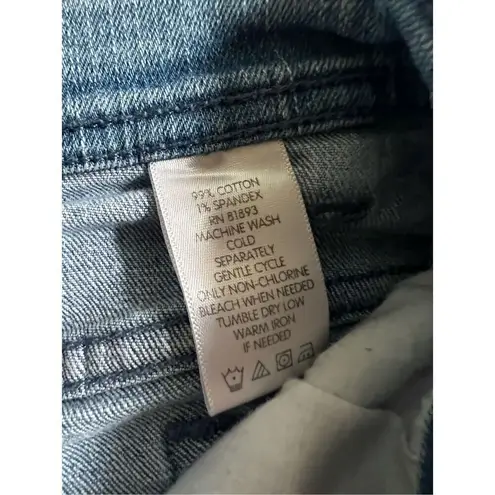 99% COTTON
1% SPANDEX
RN 81893
MACHINE WASH
COLD
SEPARATELY
GENTLE CYCLE
ONLY NON-CHLORINE
BLEACH WHEN NEEDED
TUMBLE DRY LOW
WARM IRON
IF NEEDED